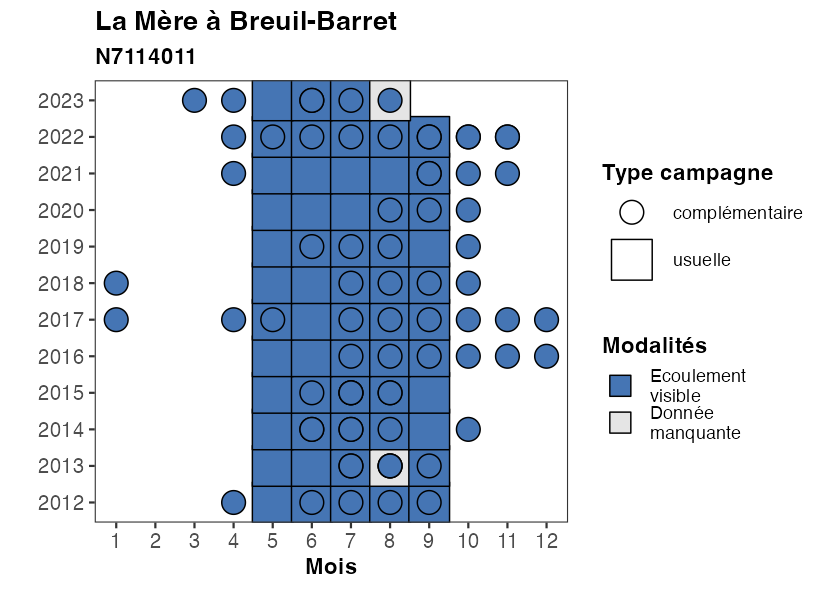 La Mère à Breuil-Barret
N7114011
2023
2022
2021
2020
2019
2018
2017
2016
2015
2014
2013
2012
1 2 3 4 5 6 7 8 9 10 11 12
Mois
Type campagne
complémentaire
usuelle
Modalités
Ecoulement
visible
Donnée
manquante